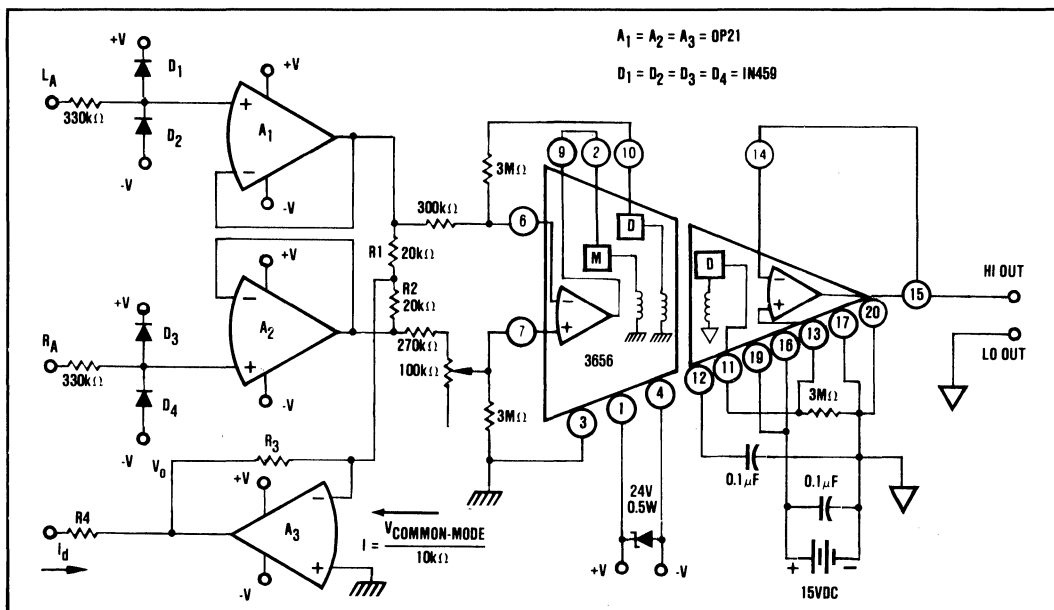 A1 = A2 = A3 = OP21
D1 = D2 = D3 = D4 = IN459
+V
D1
LA
330kΩ
D2
-V
+V
+
A1
-
-V
3MΩ
9
2
10
14
300kΩ
6
R1
20kΩ
R2
20kΩ
D
M
-
+
3656
7
D
-
+
15
HI OUT
LO OUT
20
17
13
16
19
11
12
+V
-
A2
+
-V
+V
D3
RA
330kΩ
D4
-V
270kΩ
100kΩ
3MΩ
3
1
4
3MΩ
0.1μF
0.1μF
+
-
15VDC
24V
0.5W
+V
-V
Vo
R3
+V
-
A3
+
-V
R4
Id
I = VCOMMON-MODE
10kΩ